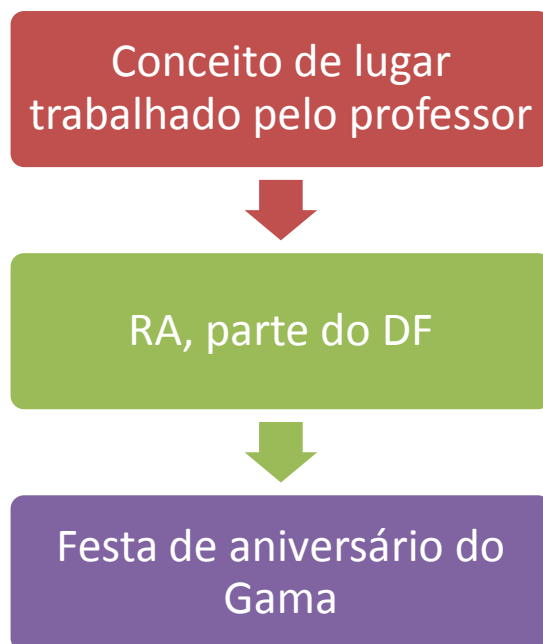 Conceito de lugar
trabalhado pelo professor
RA, parte do DF
Festa de aniversário do
Gama